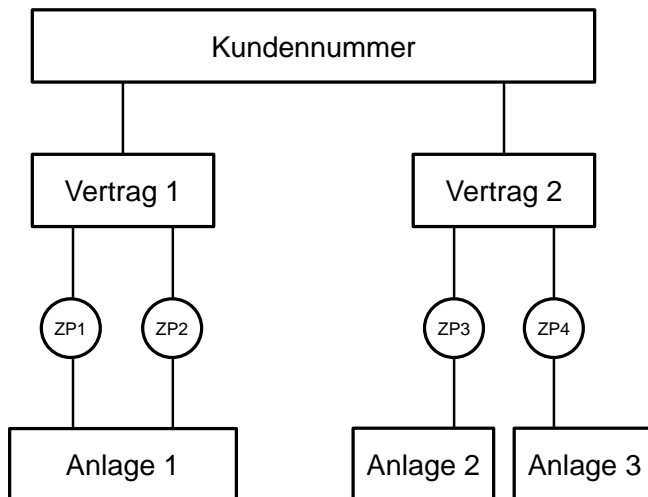 Kundennummer
Vertrag 1
Vertrag 2
ZP1
ZP2
ZP3
ZP4
Anlage 1
Anlage 2
Anlage 3